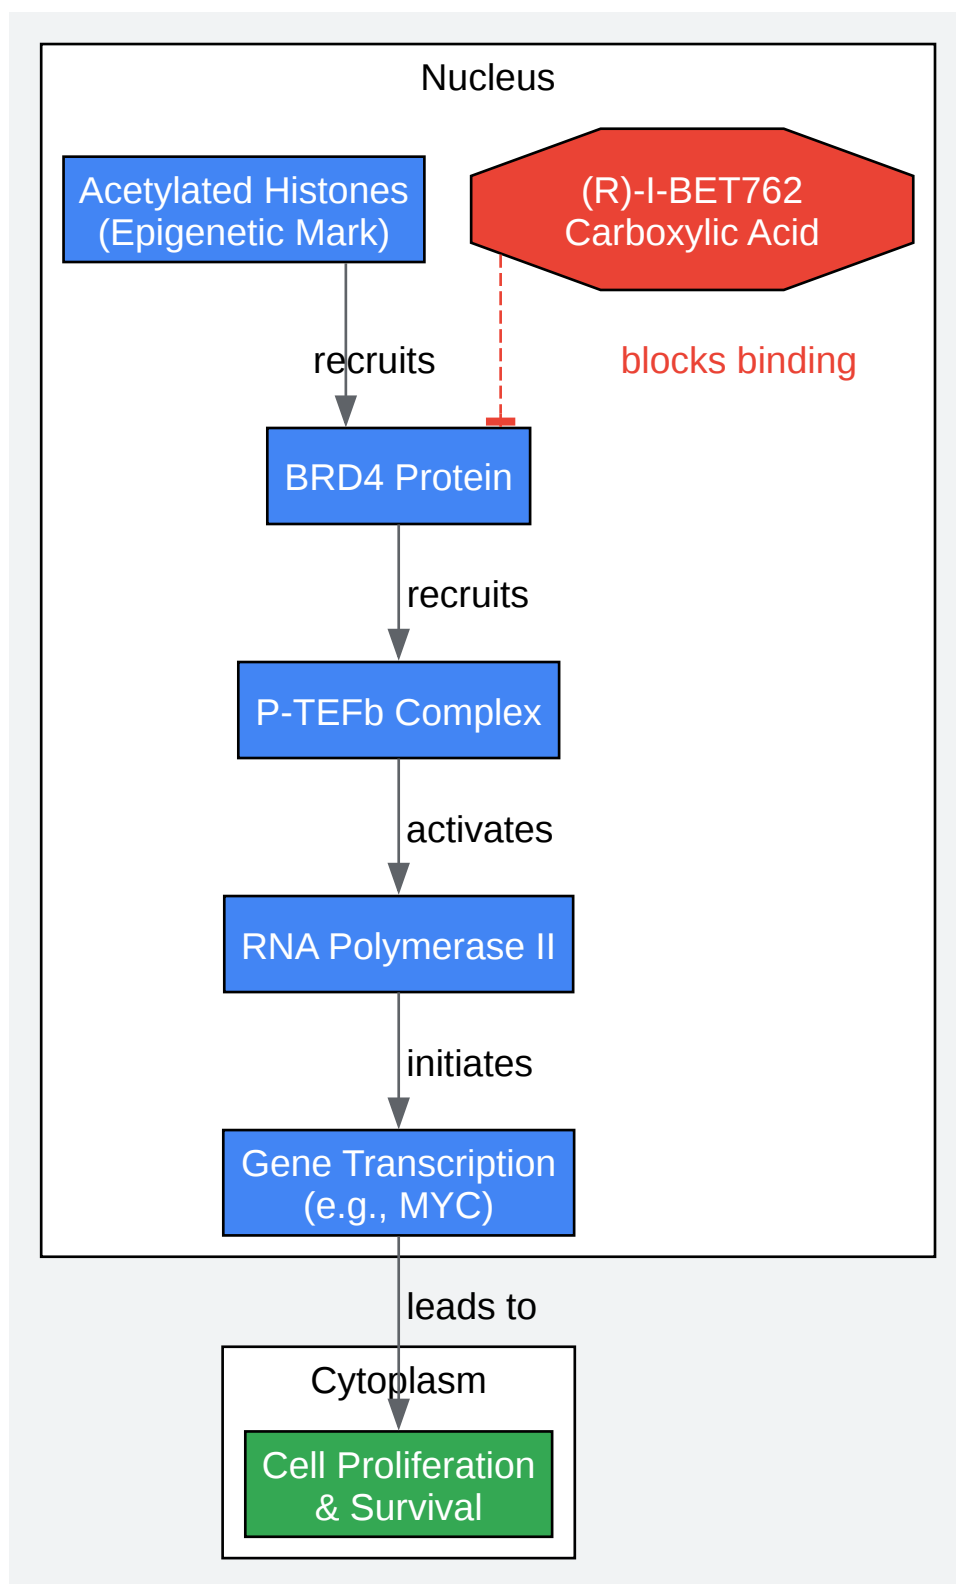 Nucleus
Acetylated Histones
(Epigenetic Mark)
(R)-I-BET762
Carboxylic Acid
recruits
blocks binding
BRD4 Protein
recruits
P-TEFb Complex
activates
RNA Polymerase II
initiates
Gene Transcription
(e.g., MYC)
leads to
Cytoplasm
Cell Proliferation
& Survival